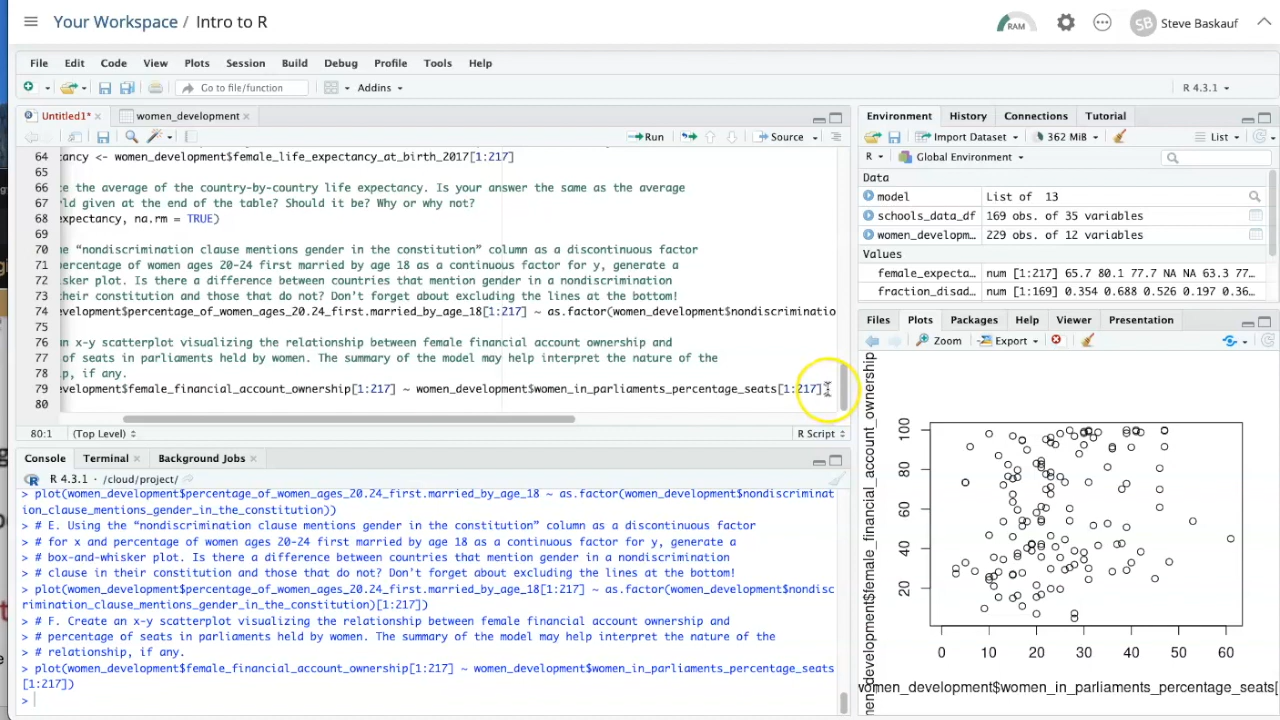 Your Workspace / Intro to R
RAM
SB Steve Baskauf
File Edit Code View Plots Session Build Debug Profile Tools Help
Go to file/function
Addins
R 4.3.1
Untitled1*
women_development
Run
Source
64 tancy <- women_development$female_life_expectancy_at_birth_2017[1:217]
65
66 te the average of the country-by-country life expectancy. Is your answer the same as the average
67 rld given at the end of the table? Should it be? Why or why not?
68 expectancy, na.rm = TRUE)
69
70 he “nondiscrimination clause mentions gender in the constitution” column as a discontinuous factor
71 percentage of women ages 20-24 first married by age 18 as a continuous factor for y, generate a
72 isker plot. Is there a difference between countries that mention gender in a nondiscrimination
73 their constitution and those that do not? Don’t forget about excluding the lines at the bottom!
74 evelopment$percentage_of_women_ages_20.24_first.married_by_age_18[1:217] ~ as.factor(women_development$nondiscriminatio
75
76 an x-y scatterplot visualizing the relationship between female financial account ownership and
77 of seats in parliaments held by women. The summary of the model may help interpret the nature of the
78 ip, if any.
79 evelopment$female_financial_account_ownership[1:217] ~ women_development$women_in_parliaments_percentage_seats[1:217])
80
80:1 (Top Level) R Script
Console Terminal Background Jobs
R 4.3.1 · /cloud/project/
> plot(women_development$percentage_of_women_ages_20.24_first.married_by_age_18 ~ as.factor(women_development$nondiscriminat
ion_clause_mentions_gender_in_the_constitution))
> # E. Using the “nondiscrimination clause mentions gender in the constitution” column as a discontinuous factor
> # for x and percentage of women ages 20-24 first married by age 18 as a continuous factor for y, generate a
> # box-and-whisker plot. Is there a difference between countries that mention gender in a nondiscrimination
> # clause in their constitution and those that do not? Don’t forget about excluding the lines at the bottom!
> plot(women_development$percentage_of_women_ages_20.24_first.married_by_age_18[1:217] ~ as.factor(women_development$nondisc
rimination_clause_mentions_gender_in_the_constitution)[1:217])
> # F. Create an x-y scatterplot visualizing the relationship between female financial account ownership and
> # percentage of seats in parliaments held by women. The summary of the model may help interpret the nature of the
> # relationship, if any.
> plot(women_development$female_financial_account_ownership[1:217] ~ women_development$women_in_parliaments_percentage_seats
[1:217])
>
Environment History Connections Tutorial
Import Dataset 362 MiB List
R Global Environment
Data
model List of 13
schools_data_df 169 obs. of 35 variables
women_developm… 229 obs. of 12 variables
Values
female_expecta… num [1:217] 65.7 80.1 77.7 NA NA 63.3 77…
fraction_disad… num [1:169] 0.354 0.688 0.526 0.197 0.36…
Files Plots Packages Help Viewer Presentation
Zoom Export
men_development$female_financial_account_ownership
100
80
60
40
20
0 10 20 30 40 50 60
women_development$women_in_parliaments_percentage_seats[